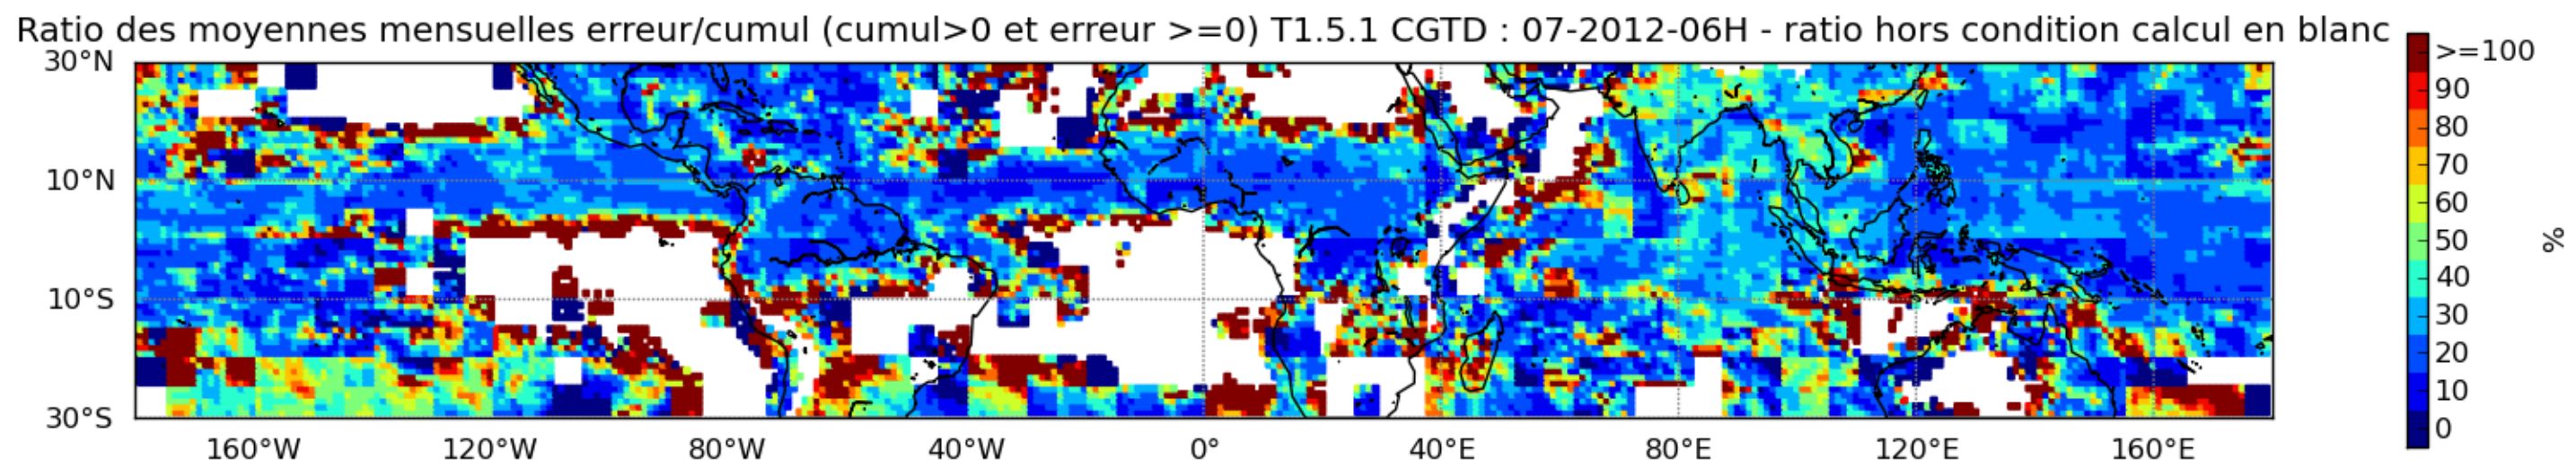 Ratio des moyennes mensuelles erreur/cumul (cumul>0 et erreur >=0) T1.5.1 CGTD : 07-2012-06H - ratio hors condition calcul en blanc
30°N
10°N
10°S
30°S
160°W 120°W 80°W 40°W 0° 40°E 80°E 120°E 160°E
>=100
90
80
70
60
50
40
30
20
10
0
%